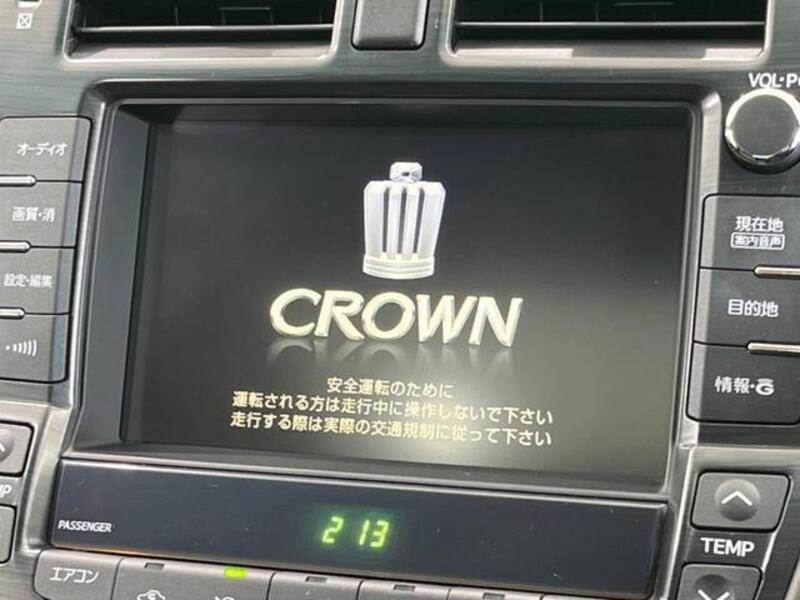 VOL・P
オーディオ
画質・消
設定・編集
現在地
案内音声
目的地
情報・G
CROWN
安全運転のために
運転される方は走行中に操作しないで下さい
走行する際は実際の交通規制に従って下さい
PASSENGER
213
TEMP
エアコン